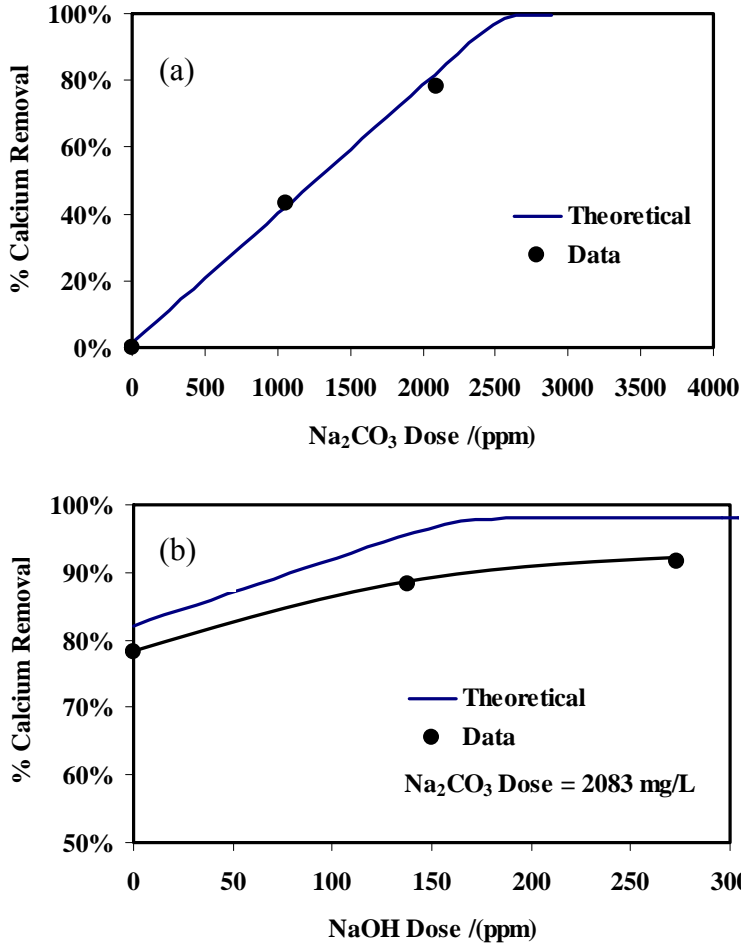 100%
(a)
80%
60%
40%
20%
0%
% Calcium Removal
Theoretical
Data
0 500 1000 1500 2000 2500 3000 3500 4000
Na₂CO₃ Dose /(ppm)
100%
(b)
90%
80%
70%
60%
50%
% Calcium Removal
Theoretical
Data
Na₂CO₃ Dose = 2083 mg/L
0 50 100 150 200 250 300
NaOH Dose /(ppm)